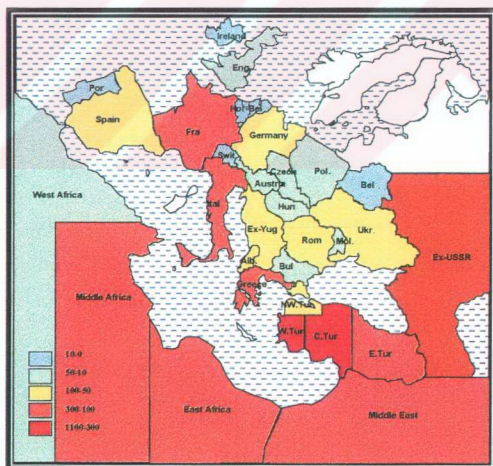 Ireland
Eng.
Por
Spain
Fra
Hol-Bel
Germany
Swit
Czech
Pol.
Austria
Bel
Hun
Ital
West Africa
Ex-Yug
Rom
Mol.
Ukr.
Bul
Alb.
Greece
Ex-USSR
NW.Tur
Middle Africa
W.Tur
C.Tur
E.Tur
10-0
50-10
100-50
300-100
1100-300
East Africa
Middle East